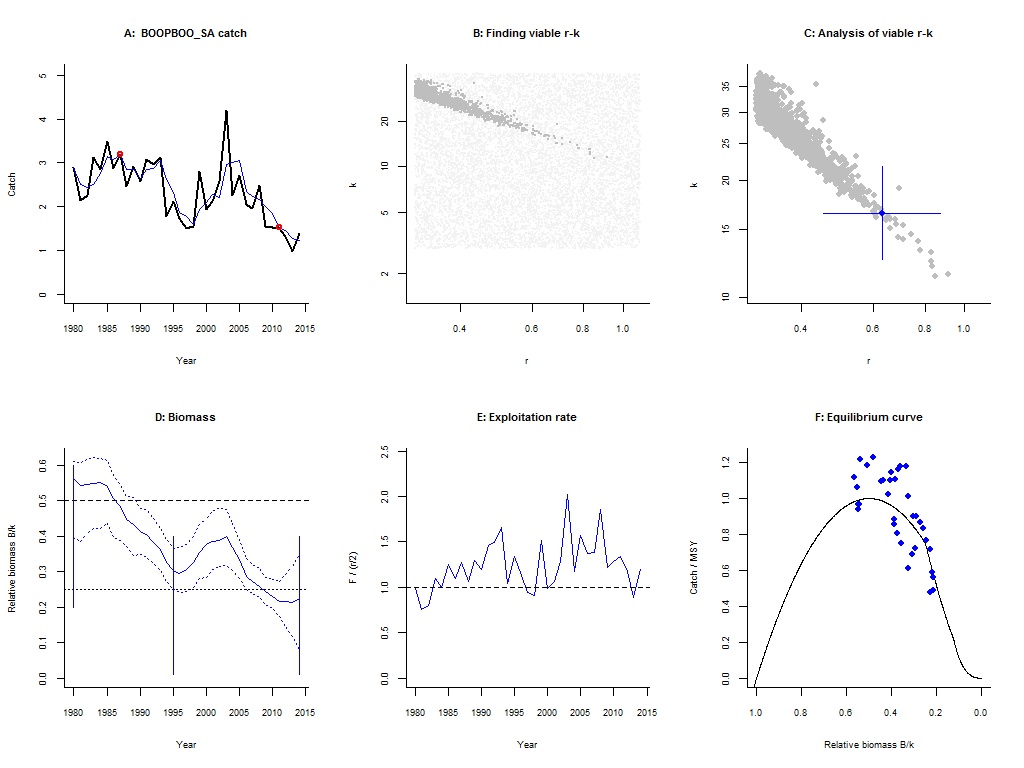 A: BOOPBOO_SA catch
Catch
5
4
3
2
1
0
1980 1985 1990 1995 2000 2005 2010 2015
Year
B: Finding viable r-k
k
20
10
5
2
0.4 0.6 0.8 1.0
r
C: Analysis of viable r-k
k
35
30
25
20
15
10
0.4 0.6 0.8 1.0
r
D: Biomass
Relative biomass B/k
0.6
0.5
0.4
0.3
0.2
0.1
0.0
1980 1985 1990 1995 2000 2005 2010 2015
Year
E: Exploitation rate
F / (r/2)
2.5
2.0
1.5
1.0
0.5
0.0
1980 1985 1990 1995 2000 2005 2010 2015
Year
F: Equilibrium curve
Catch / MSY
1.2
1.0
0.8
0.6
0.4
0.2
0.0
1.0 0.8 0.6 0.4 0.2 0.0
Relative biomass B/k